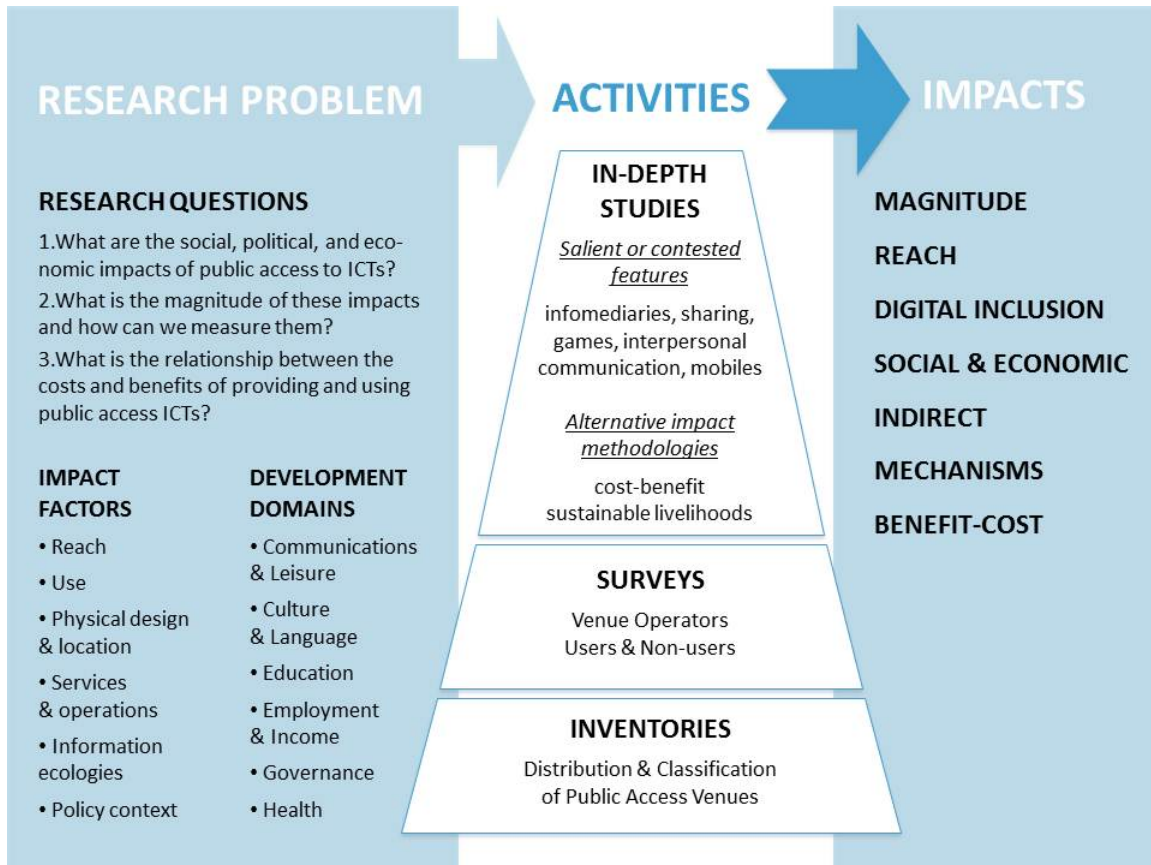 RESEARCH PROBLEM
RESEARCH QUESTIONS
1.What are the social, political, and eco-
nomic impacts of public access to ICTs?
2.What is the magnitude of these impacts
and how can we measure them?
3.What is the relationship between the
costs and benefits of providing and using
public access ICTs?
IMPACT
FACTORS
• Reach
• Use
• Physical design
& location
• Services
& operations
• Information
ecologies
• Policy context
DEVELOPMENT
DOMAINS
• Communications
& Leisure
• Culture
& Language
• Education
• Employment
& Income
• Governance
• Health
ACTIVITIES
IN-DEPTH
STUDIES
Salient or contested
features
infomediaries, sharing,
games, interpersonal
communication, mobiles
Alternative impact
methodologies
cost-benefit
sustainable livelihoods
SURVEYS
Venue Operators
Users & Non-users
INVENTORIES
Distribution & Classification
of Public Access Venues
IMPACTS
MAGNITUDE
REACH
DIGITAL INCLUSION
SOCIAL & ECONOMIC
INDIRECT
MECHANISMS
BENEFIT-COST